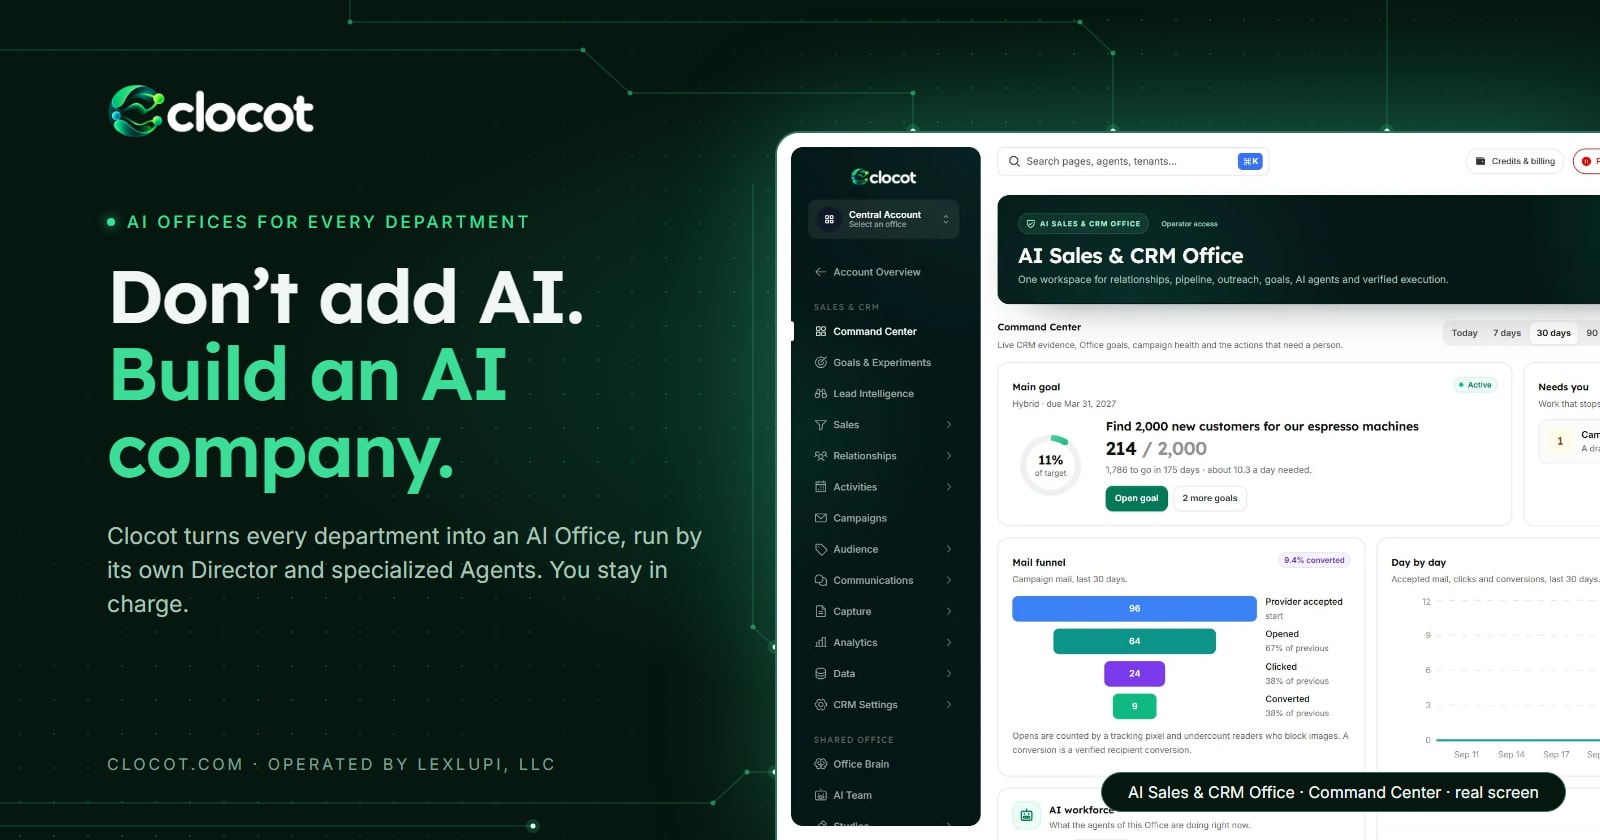 clocot
AI OFFICES FOR EVERY DEPARTMENT
Don’t add AI.
Build an AI
company.
Clocot turns every department into an AI Office, run by
its own Director and specialized Agents. You stay in
charge.
CLOCOT.COM · OPERATED BY LEXLUPI, LLC
clocot
Central Account
Select an office
Account Overview
SALES & CRM
Command Center
Goals & Experiments
Lead Intelligence
Sales
Relationships
Activities
Campaigns
Audience
Communications
Capture
Analytics
Data
CRM Settings
SHARED OFFICE
Office Brain
AI Team
Studios
Search pages, agents, tenants...
⌘K
Credits & billing
AI SALES & CRM OFFICE
Operator access
AI Sales & CRM Office
One workspace for relationships, pipeline, outreach, goals, AI agents and verified execution.
Command Center
Live CRM evidence, Office goals, campaign health and the actions that need a person.
Today 7 days 30 days 90
Main goal
Active
Hybrid · due Mar 31, 2027
11%
of target
Find 2,000 new customers for our espresso machines
214 / 2,000
1,786 to go in 175 days · about 10.3 a day needed.
Open goal
2 more goals
Needs you
Work that stops
1
Cam
A dra
Mail funnel
9.4% converted
Campaign mail, last 30 days.
96
Provider accepted
start
64
Opened
67% of previous
24
Clicked
38% of previous
9
Converted
38% of previous
Opens are counted by a tracking pixel and undercount readers who block images. A
conversion is a verified recipient conversion.
Day by day
Accepted mail, clicks and conversions, last 30 days.
12
9
6
3
0
Sep 11 Sep 14 Sep 17 Sep
AI workforce
What the agents of this Office are doing right now.
AI Sales & CRM Office · Command Center · real screen